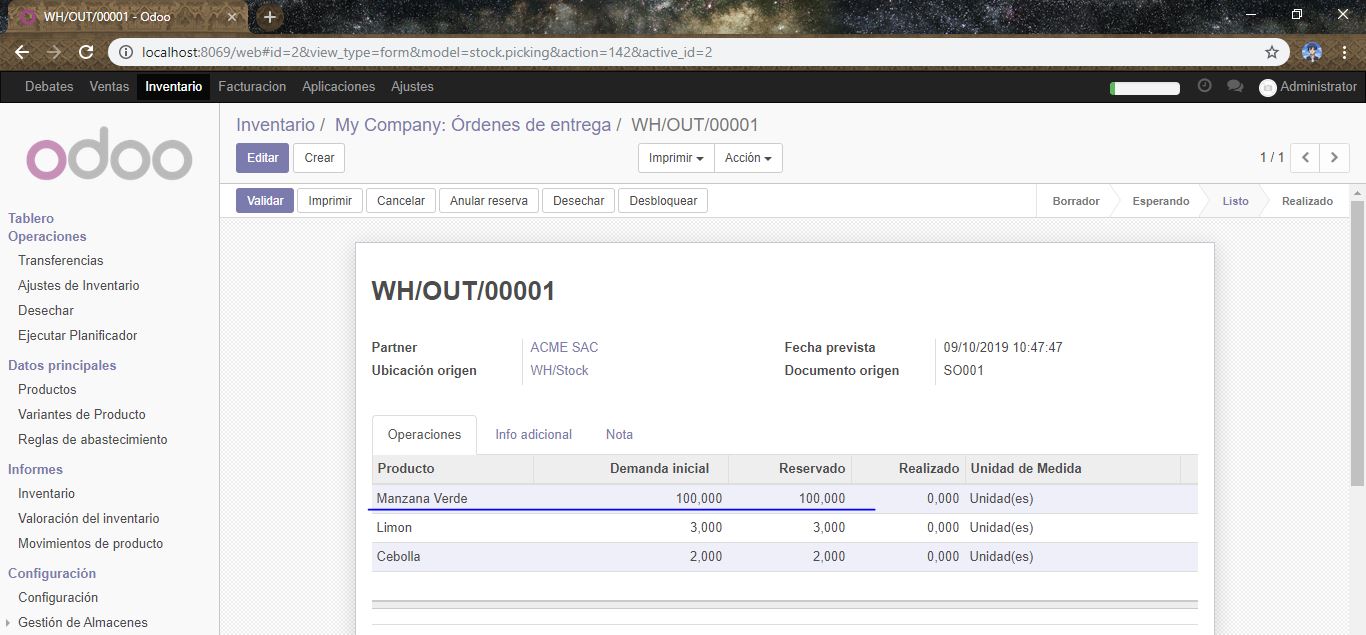 WH/OUT/00001 - Odoo
localhost:8069/web#id=2&view_type=form&model=stock.picking&action=142&active_id=2
Debates Ventas Inventario Facturacion Aplicaciones Ajustes Administrator
odoo
Tablero
Operaciones
Transferencias
Ajustes de Inventario
Desechar
Ejecutar Planificador
Datos principales
Productos
Variantes de Producto
Reglas de abastecimiento
Informes
Inventario
Valoración del inventario
Movimientos de producto
Configuración
Configuración
Gestión de Almacenes
Inventario / My Company: Órdenes de entrega / WH/OUT/00001
Editar Crear Imprimir Acción 1 / 1
Validar Imprimir Cancelar Anular reserva Desechar Desbloquear Borrador Esperando Listo Realizado
WH/OUT/00001
Partner ACME SAC Fecha prevista 09/10/2019 10:47:47
Ubicación origen WH/Stock Documento origen SO001
Operaciones Info adicional Nota
Producto Demanda inicial Reservado Realizado Unidad de Medida
Manzana Verde 100,000 100,000 0,000 Unidad(es)
Limon 3,000 3,000 0,000 Unidad(es)
Cebolla 2,000 2,000 0,000 Unidad(es)